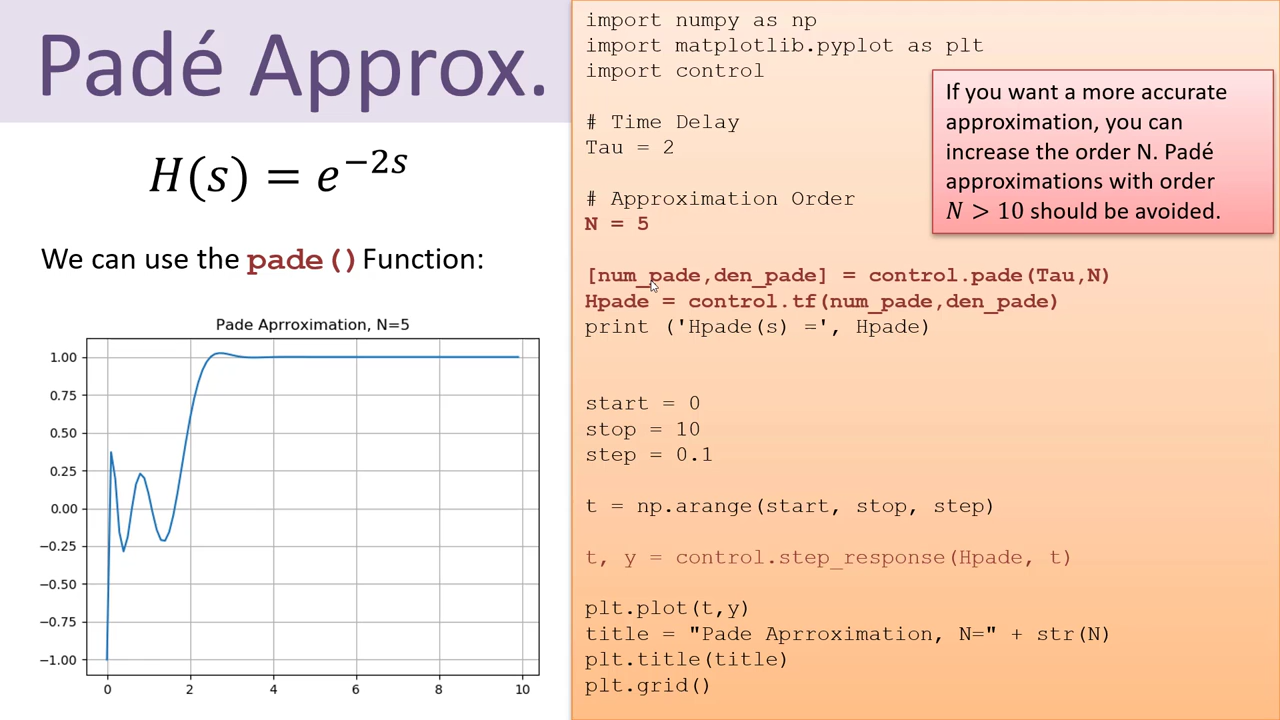 Padé Approx.
H(s) = e^{-2s}
We can use the pade() Function:
Pade Aprroximation, N=5
1.00
0.75
0.50
0.25
0.00
−0.25
−0.50
−0.75
−1.00
0 2 4 6 8 10
import numpy as np
import matplotlib.pyplot as plt
import control
# Time Delay
Tau = 2
# Approximation Order
N = 5
[num_pade,den_pade] = control.pade(Tau,N)
Hpade = control.tf(num_pade,den_pade)
print ('Hpade(s) =', Hpade)
start = 0
stop = 10
step = 0.1
t = np.arange(start, stop, step)
t, y = control.step_response(Hpade, t)
plt.plot(t,y)
title = "Pade Aprroximation, N=" + str(N)
plt.title(title)
plt.grid()
If you want a more accurate
approximation, you can
increase the order N. Padé
approximations with order
N > 10 should be avoided.